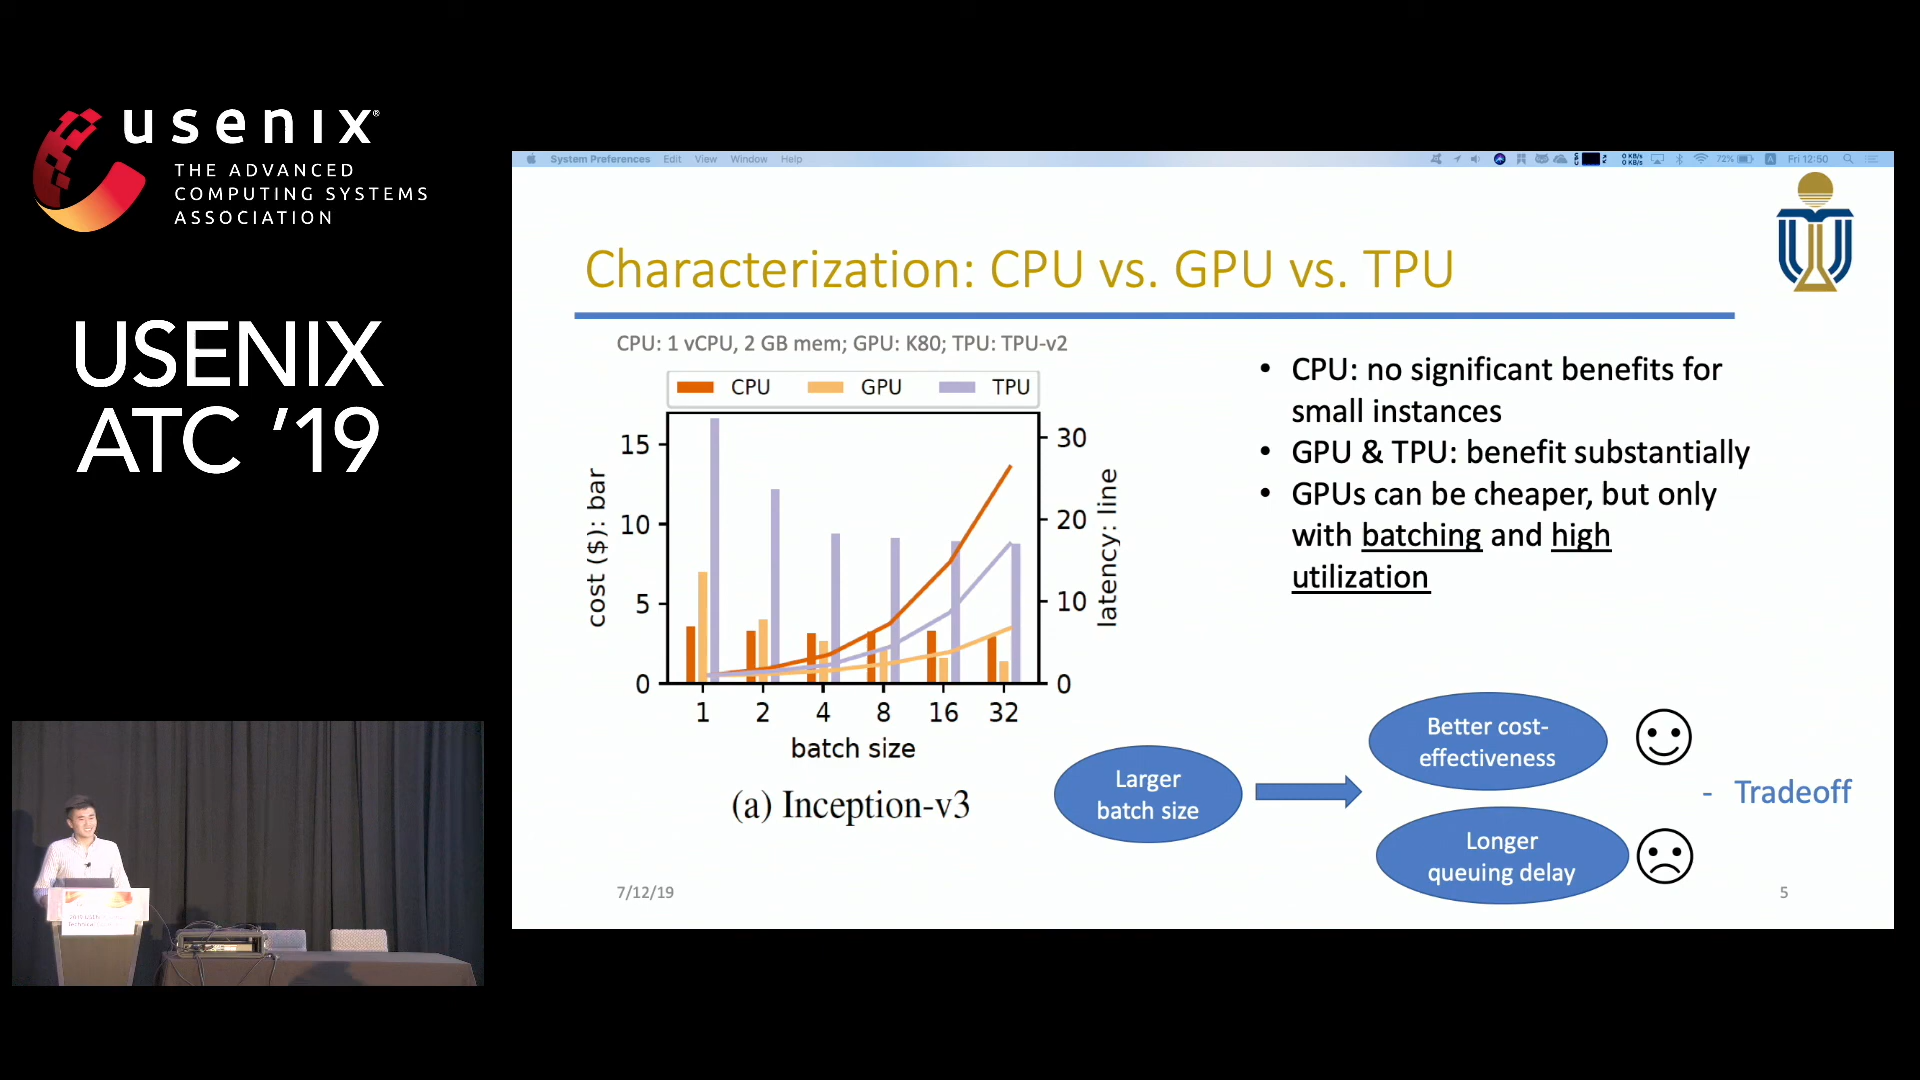 usenix
THE ADVANCED
COMPUTING SYSTEMS
ASSOCIATION
USENIX
ATC ’19
System Preferences Edit View Window Help
0 KB/s
0 KB/s
72%
Fri 12:50
Characterization: CPU vs. GPU vs. TPU
CPU: 1 vCPU, 2 GB mem; GPU: K80; TPU: TPU-v2
CPU GPU TPU
15
10
5
0
cost ($): bar
30
20
10
0
latency: line
1 2 4 8 16 32
batch size
(a) Inception-v3
• CPU: no significant benefits for
small instances
• GPU & TPU: benefit substantially
• GPUs can be cheaper, but only
with batching and high
utilization
Larger
batch size
Better cost-
effectiveness
Longer
queuing delay
- Tradeoff
7/12/19
5